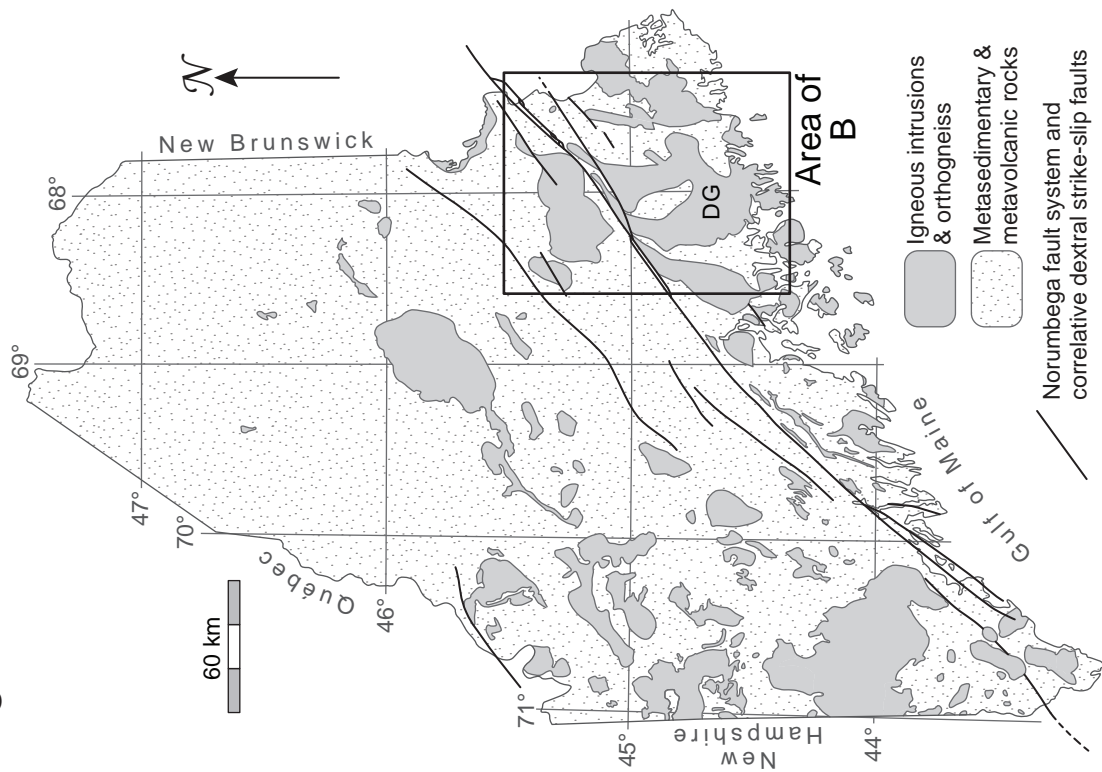 N
New Brunswick
68°
69°
47°
70°
Québec
46°
60 km
71°
45°
New
Hampshire
44°
DG
Area of
B
Gulf of Maine
Igneous intrusions
& orthogneiss
Metasedimentary &
metavolcanic rocks
Norumbega fault system and
correlative dextral strike-slip faults